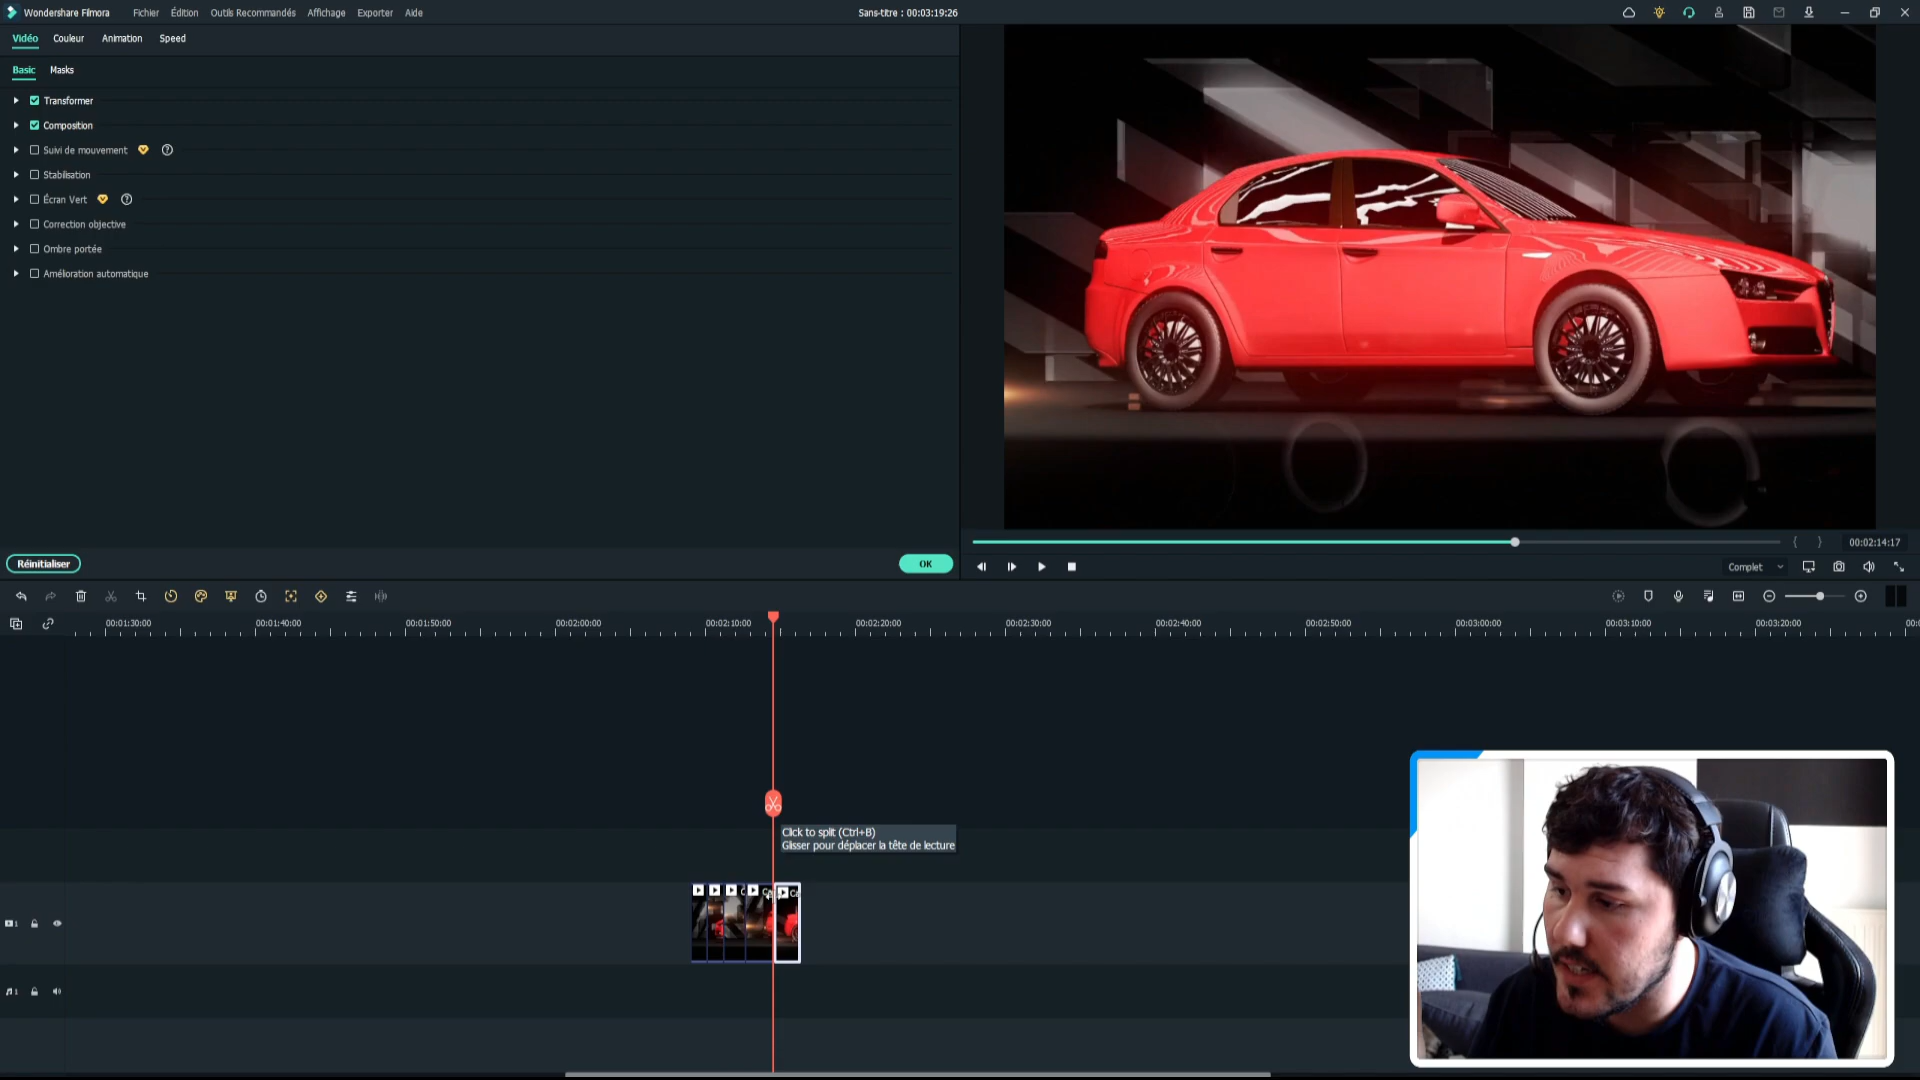 Wondershare Filmora Fichier Édition Outils Recommandés Affichage Exporter Aide Sans-titre : 00:03:19:26
Vidéo Couleur Animation Speed
Basic Masks
Transformer
Composition
Suivi de mouvement
Stabilisation
Écran Vert
Correction objective
Ombre portée
Amélioration automatique
{ } 00:02:14:17
Réinitialiser OK
Complet
00:01:30:00 00:01:40:00 00:01:50:00 00:02:00:00 00:02:10:00 00:02:20:00 00:02:30:00 00:02:40:00 00:02:50:00 00:03:00:00 00:03:10:00 00:03:20:00
Click to split (Ctrl+B)
Glisser pour déplacer la tête de lecture
1
1